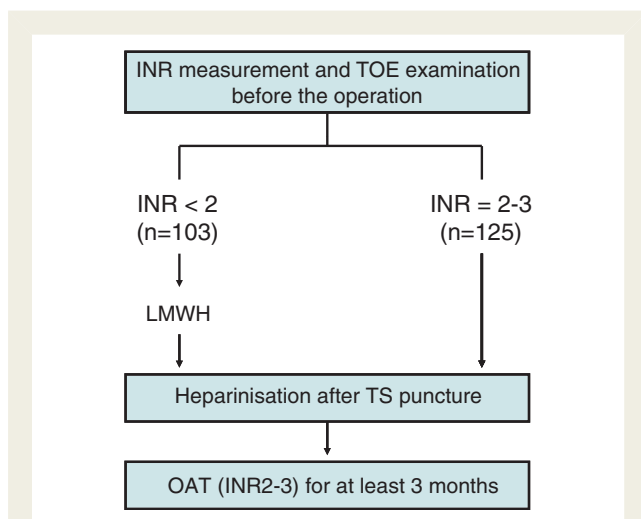 INR measurement and TOE examination
before the operation
INR < 2
(n=103)
INR = 2-3
(n=125)
LMWH
Heparinisation after TS puncture
OAT (INR2-3) for at least 3 months